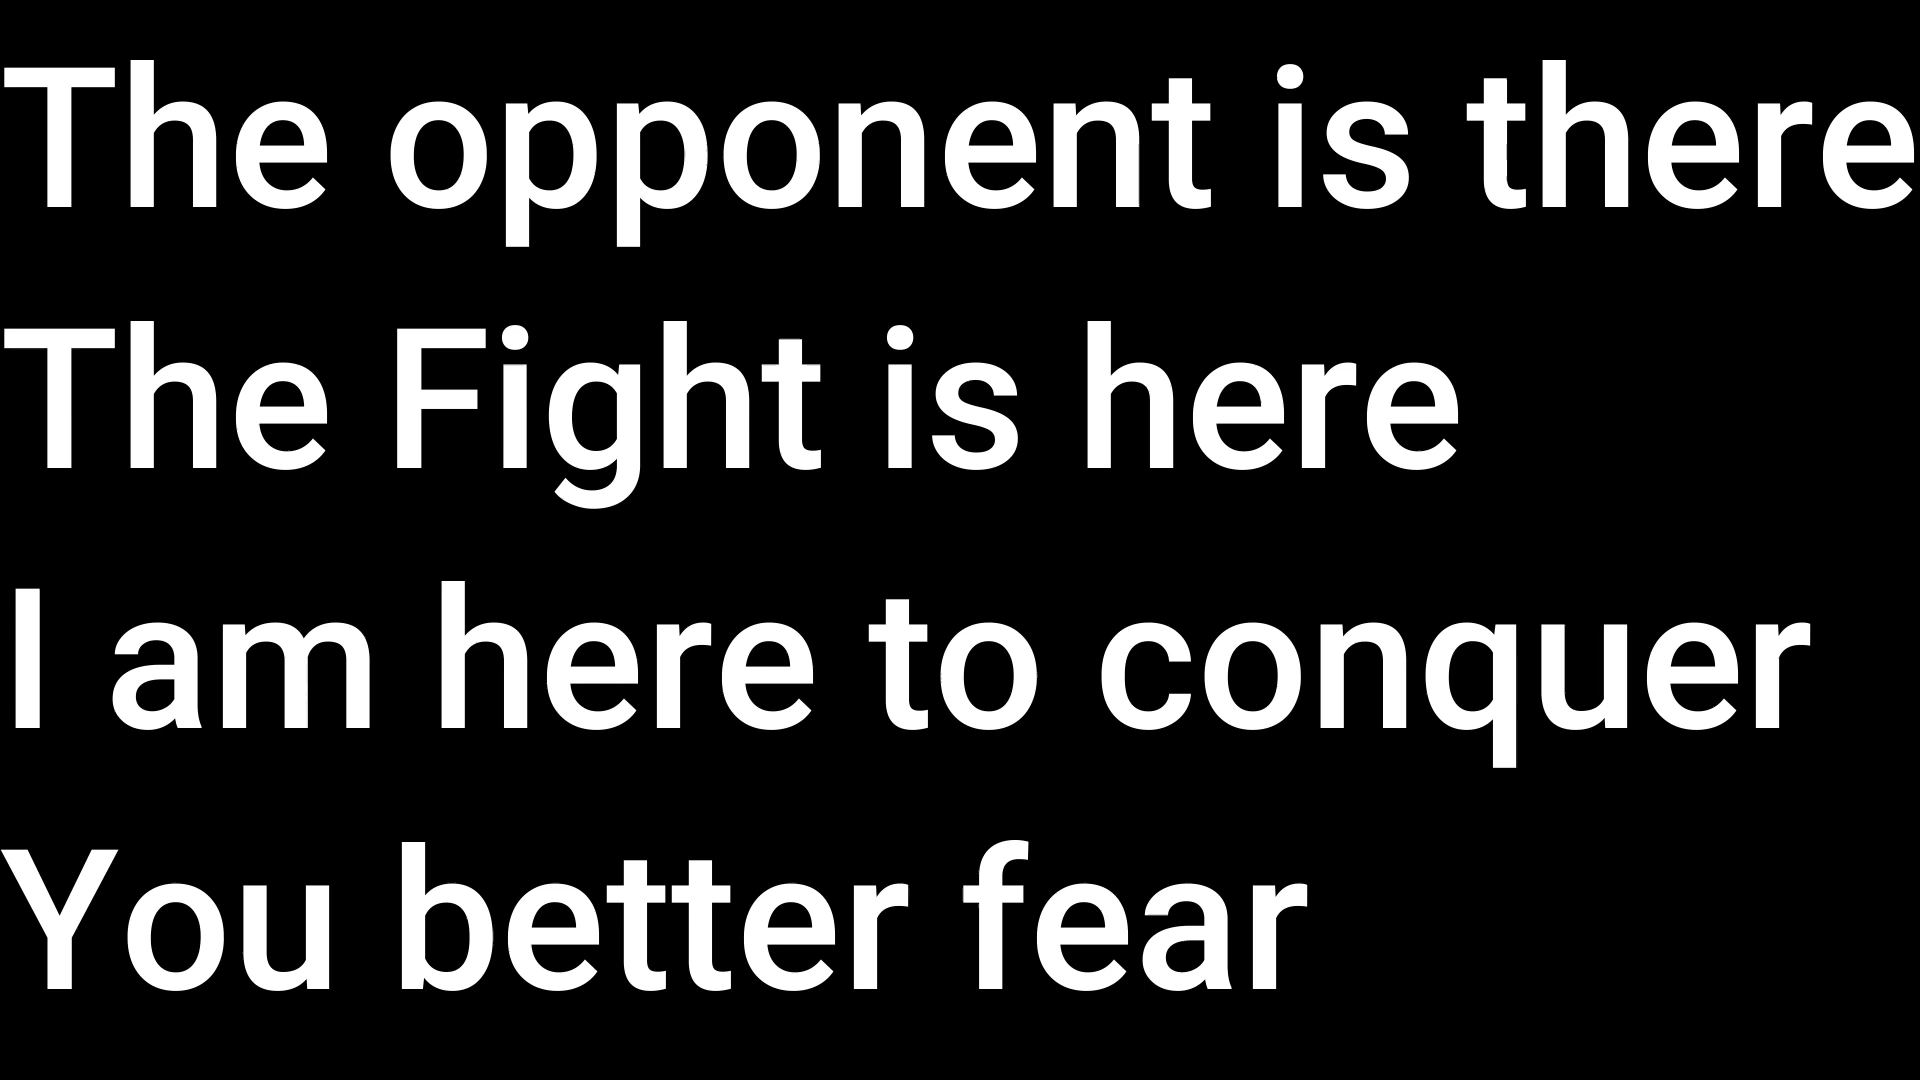 The opponent is there
The Fight is here
I am here to conquer
You better fear